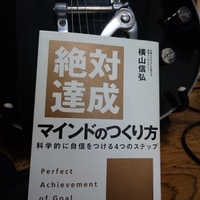 絶対
達成
横山信弘
マインドのつくり方
科学的に自信をつける4つのステップ
Perfect
Achievement
of Goal